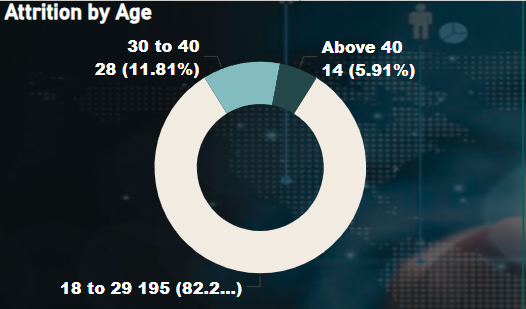 Attrition by Age
30 to 40
28 (11.81%)
Above 40
14 (5.91%)
18 to 29 195 (82.2...)